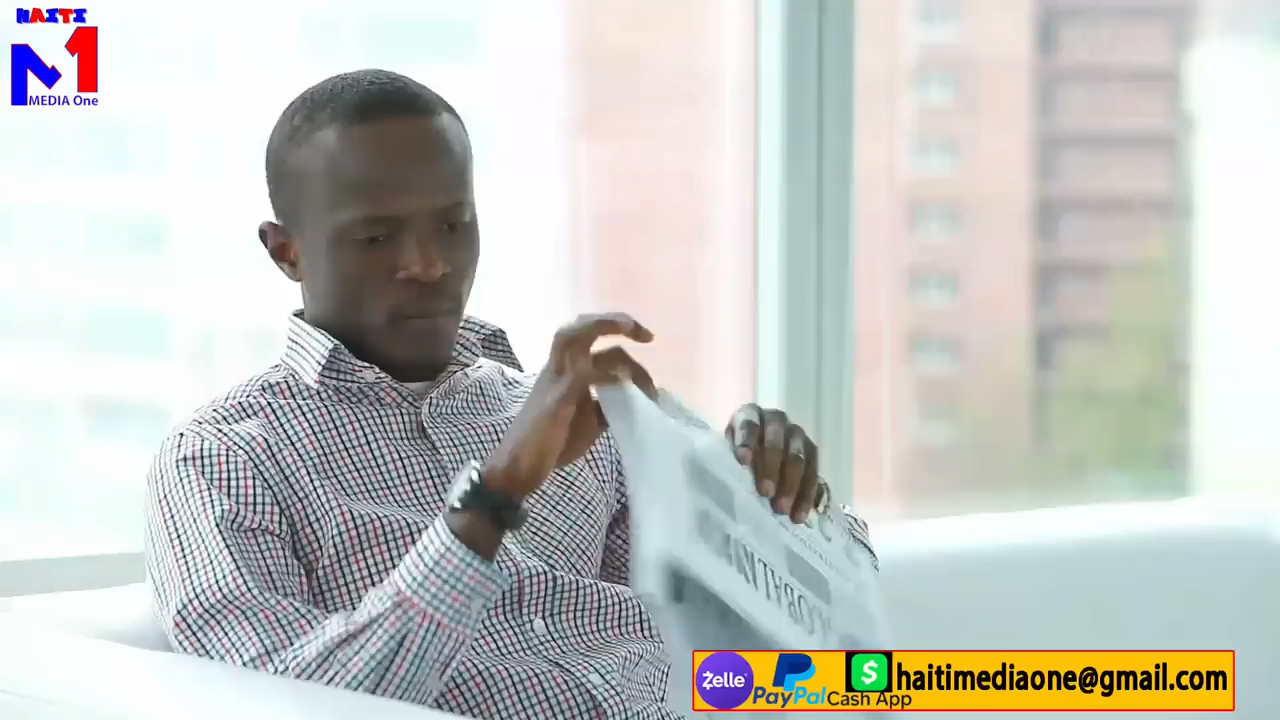 HAITI
M1
MEDIA One
Zelle
PayPal
$
Cash App
haitimediaone@gmail.com